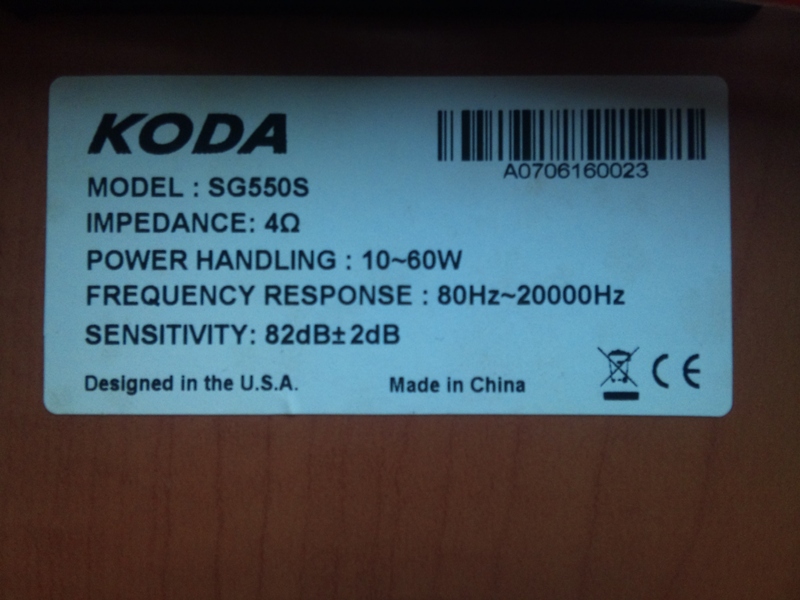 KODA
A0706160023
MODEL : SG550S
IMPEDANCE: 4Ω
POWER HANDLING : 10~60W
FREQUENCY RESPONSE : 80Hz~20000Hz
SENSITIVITY: 82dB±2dB
Designed in the U.S.A. Made in China CE